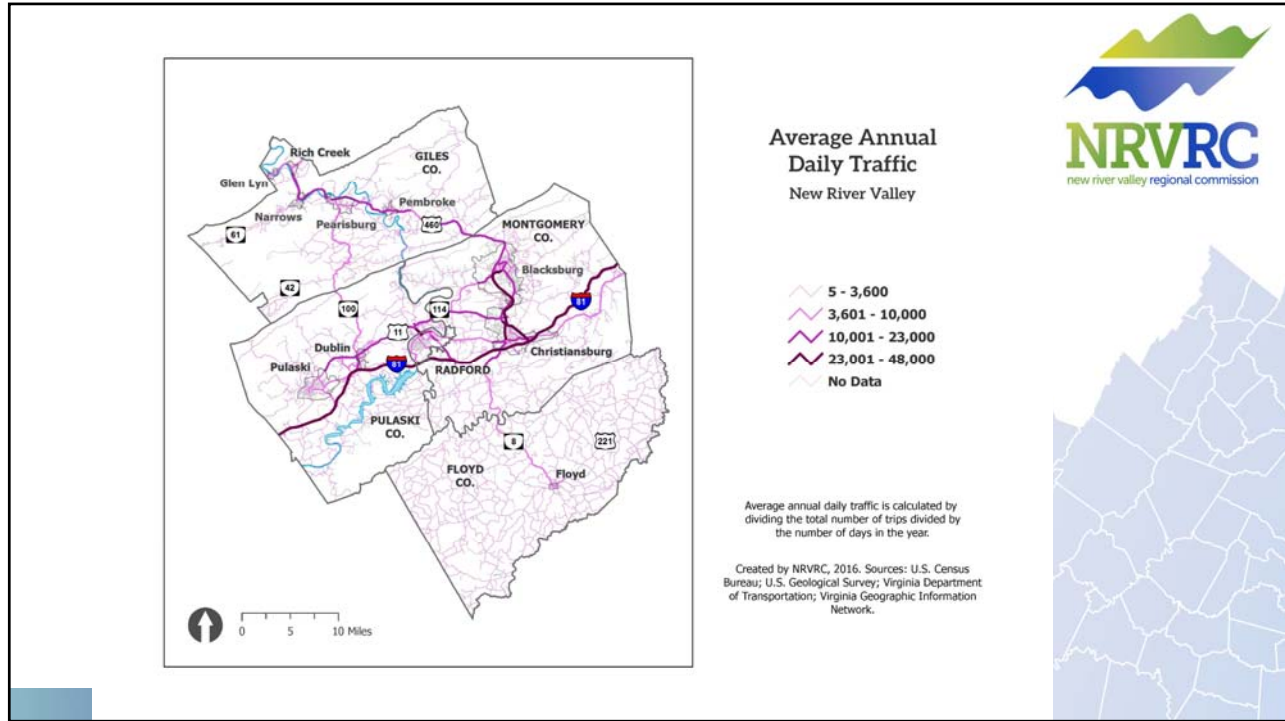 Rich Creek
GILES
CO.
Glen Lyn
Narrows
Pearisburg
Pembroke
460
MONTGOMERY
CO.
61
42
Blacksburg
81
100
114
11
Dublin
Pulaski
81
RADFORD
Christiansburg
PULASKI
CO.
8
221
FLOYD
CO.
Floyd
0 5 10 Miles
Average Annual
Daily Traffic
New River Valley
5 - 3,600
3,601 - 10,000
10,001 - 23,000
23,001 - 48,000
No Data
Average annual daily traffic is calculated by
dividing the total number of trips divided by
the number of days in the year.
Created by NRVRC, 2016. Sources: U.S. Census
Bureau; U.S. Geological Survey; Virginia Department
of Transportation; Virginia Geographic Information
Network.
NRVRC
new river valley regional commission